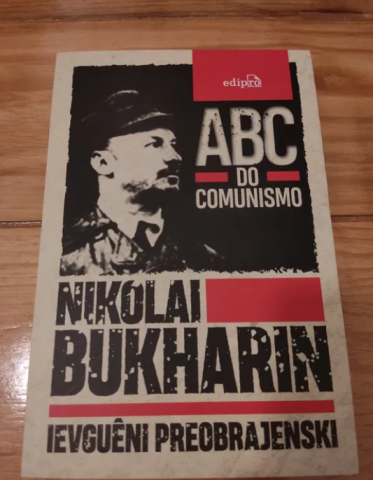 edipro
ABC
DO
COMUNISMO
NIKOLAI
BUKHARIN
IEVGUÊNI PREOBRAJENSKI